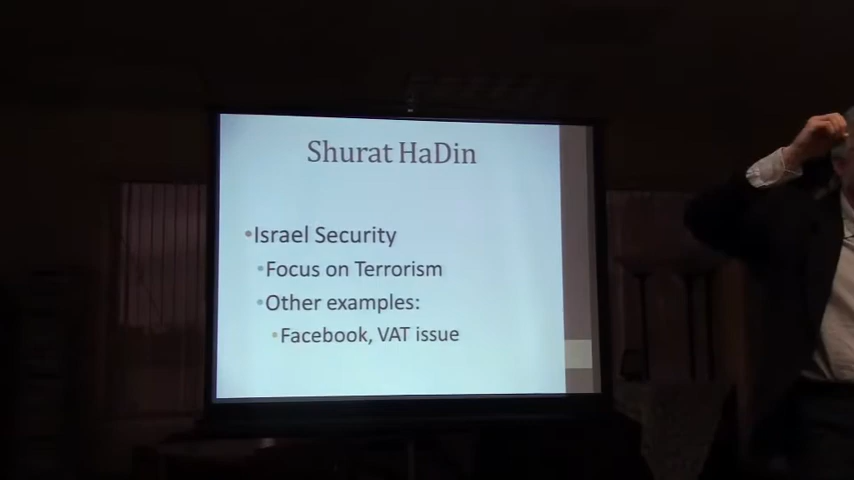 Shurat HaDin
•Israel Security
•Focus on Terrorism
•Other examples:
•Facebook, VAT issue